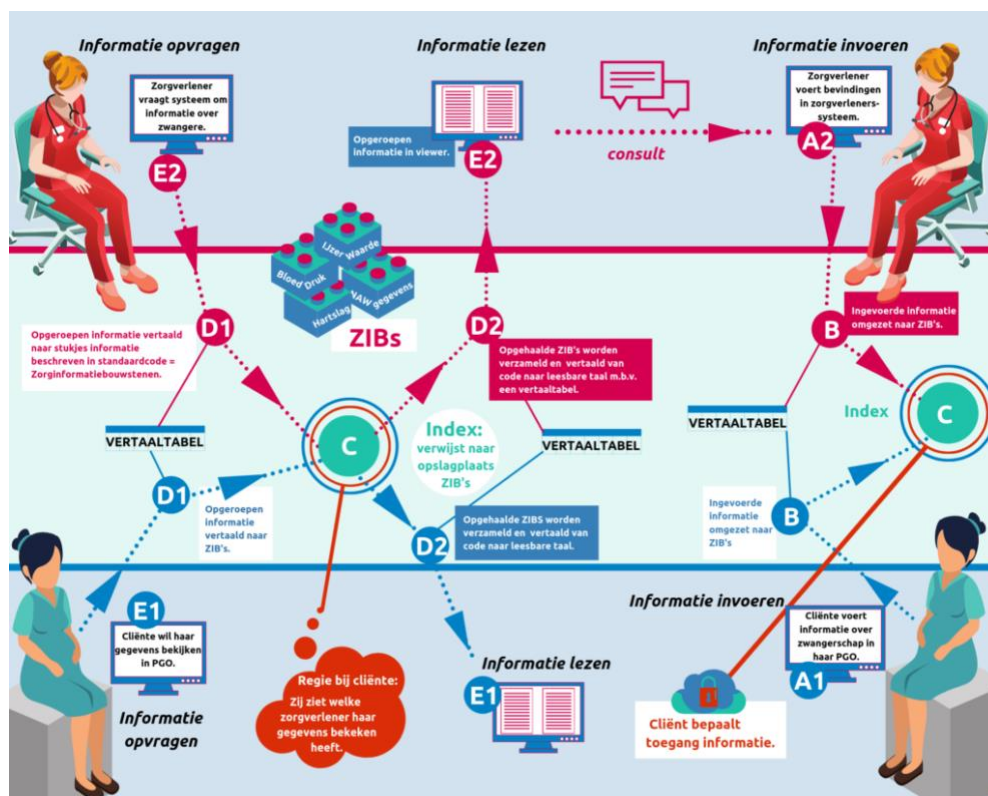 Informatie opvragen
Zorgverlener
vraagt systeem om
informatie over
zwangere.
E2
Informatie lezen
Opgeroepen
informatie in viewer.
E2
consult
Informatie invoeren
Zorgverlener
voert bevindingen
in zorgverleners-
systeem.
A2
IJzer Waarde
Bloed Druk
NAW gegevens
Hartslag
ZIBs
D1
Opgeroepen informatie vertaald
naar stukjes informatie
beschreven in standaardcode =
Zorginformatiebouwstenen.
D2
Opgehaalde ZIB's worden
verzameld en vertaald van
code naar leesbare taal m.b.v.
een vertaaltabel.
B
Ingevoerde informatie
omgezet naar ZIB's.
VERTAALTABEL
C
Index:
verwijst naar
opslagplaats
ZIB's
VERTAALTABEL
VERTAALTABEL
Index
C
D1
Opgeroepen
informatie
vertaald naar
ZIB's.
D2
Opgehaalde ZIBS worden
verzameld en vertaald van
code naar leesbare taal.
Ingevoerde
informatie
omgezet naar
ZIB's
B
E1
Cliënte wil haar
gegevens bekijken
in PGO.
Informatie
opvragen
Regie bij cliënte:
Zij ziet welke
zorgverlener haar
gegevens bekeken
heeft.
Informatie lezen
E1
Informatie invoeren
Cliënte voert
informatie over
zwangerschap in
haar PGO.
A1
Cliënt bepaalt
toegang informatie.